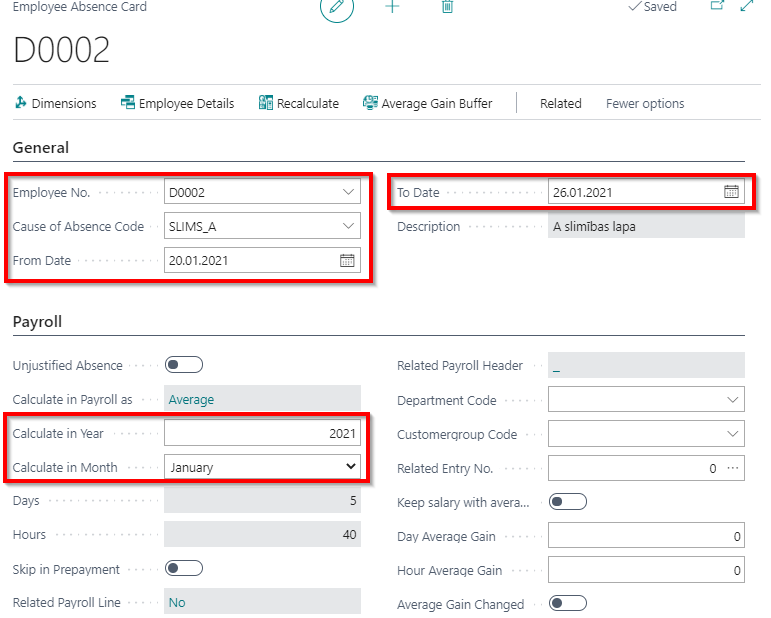 Employee Absence Card
Saved
D0002
Dimensions Employee Details Recalculate Average Gain Buffer Related Fewer options
General
Employee No. D0002
To Date 26.01.2021
Cause of Absence Code SLIMS_A
Description A slimības lapa
From Date 20.01.2021
Payroll
Unjustified Absence
Related Payroll Header _
Calculate in Payroll as Average
Department Code
Calculate in Year 2021
Customergroup Code
Calculate in Month January
Related Entry No. 0 ...
Days 5
Keep salary with avera...
Hours 40
Day Average Gain 0
Skip in Prepayment
Hour Average Gain 0
Related Payroll Line No
Average Gain Changed